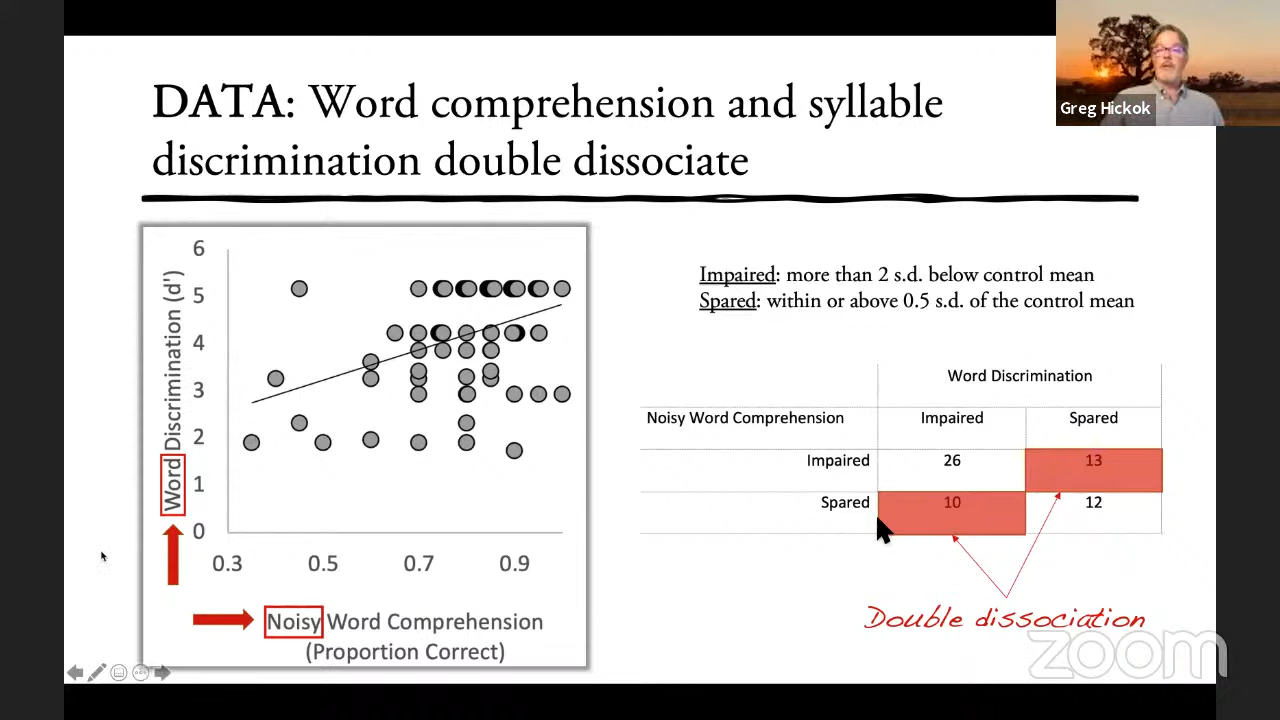 Greg Hickok
DATA: Word comprehension and syllable
discrimination double dissociate
Word Discrimination (d')
6
5
4
3
2
1
0
0.3 0.5 0.7 0.9
Noisy Word Comprehension
(Proportion Correct)
Impaired: more than 2 s.d. below control mean
Spared: within or above 0.5 s.d. of the control mean
Word Discrimination
Noisy Word Comprehension Impaired Spared
Impaired 26 13
Spared 10 12
Double dissociation
zoom